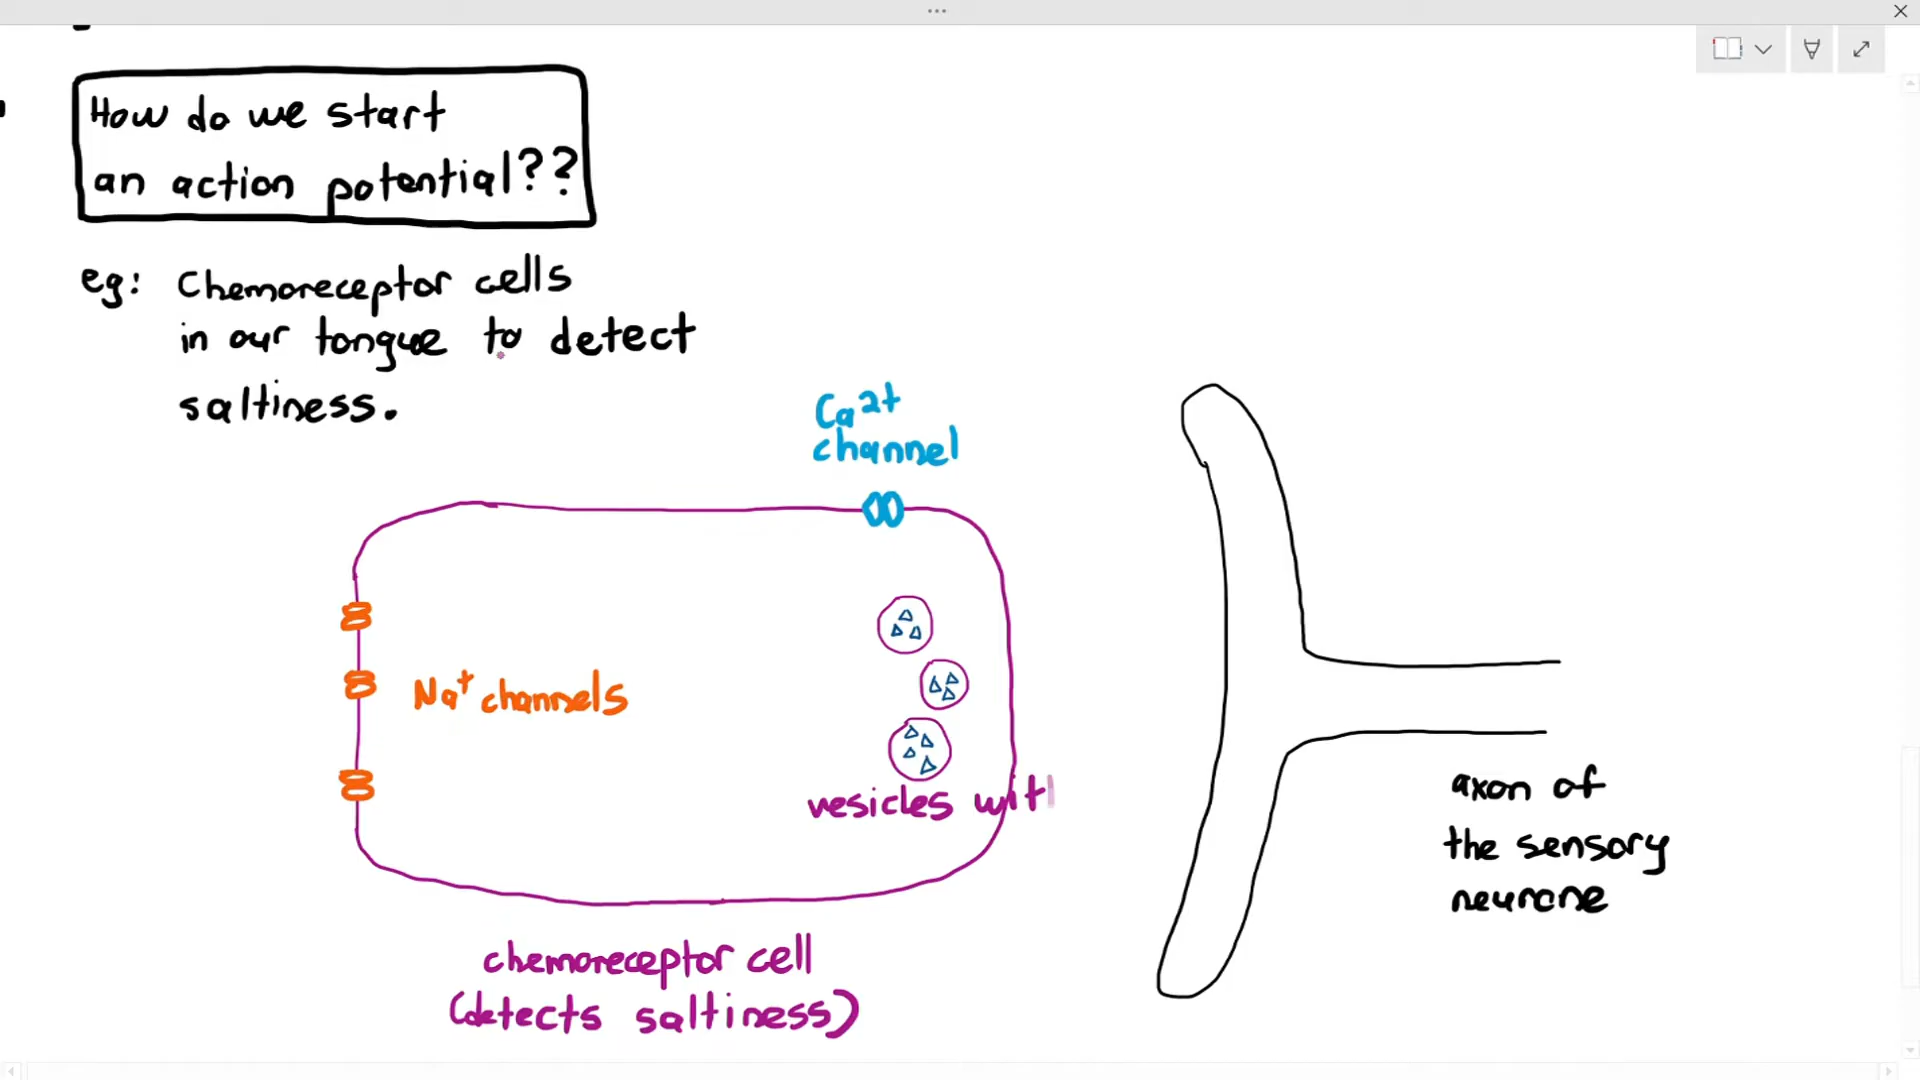 How do we start
an action potential??
eg: Chemoreceptor cells
in our tongue to detect
saltiness.
Ca2+
channel
Na+ channels
vesicles wit
axon of
the sensory
neurone
chemoreceptor cell
(detects saltiness)